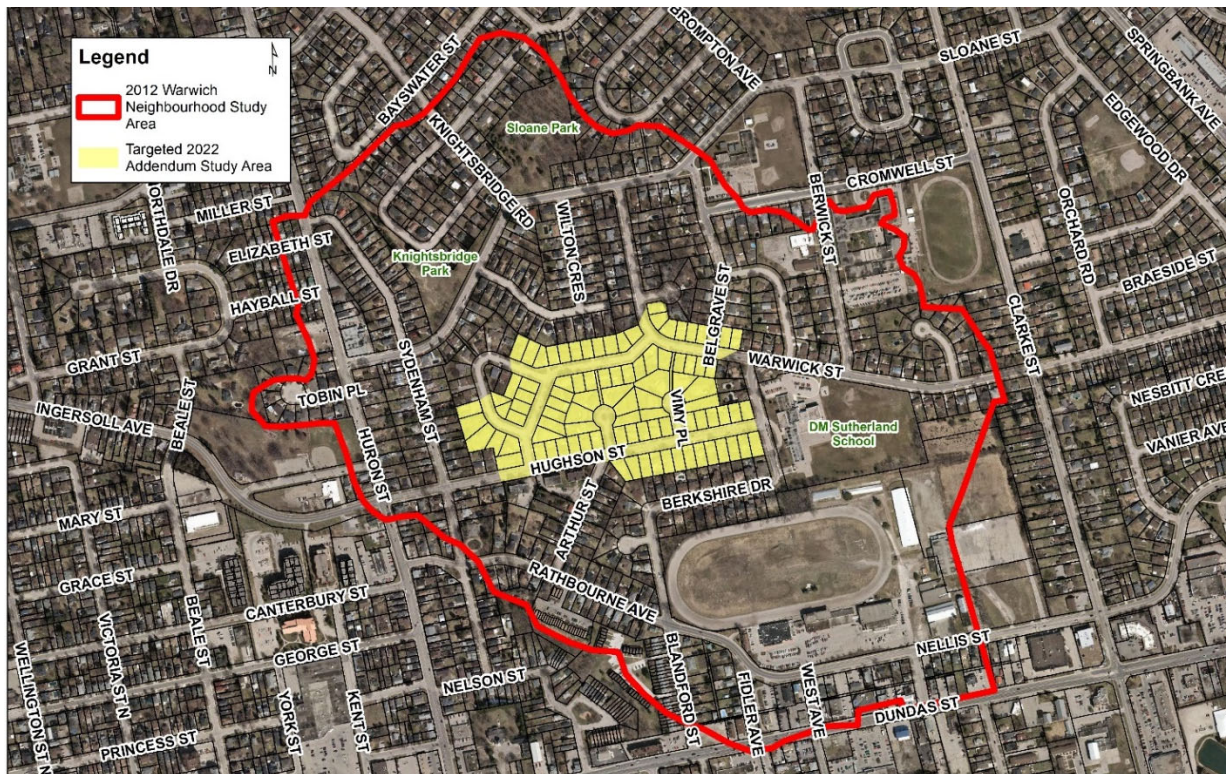 Legend
N
2012 Warwich
Neighbourhood Study
Area
Targeted 2022
Addendum Study Area
BROMPTON AVE
SLOANE ST
SPRINGBANK AVE
BAYSWATER ST
EDGEWOOD DR
Sloane Park
KNIGHTSBRIDGE RD
CROMWELL ST
ORTHDALE DR
MILLER ST
WILTON CRES
BERWICK ST
ORCHARD RD
ELIZABETH ST
Knightsbridge
Park
BRAESIDE ST
HAYBALL ST
BELGRAVE ST
CLARKE ST
GRANT ST
SYDENHAM ST
WARWICK ST
NESBITT CRE
BEALE ST
TOBIN PL
VIMY PL
INGERSOLL AVE
DM Sutherland
School
VANIER AVE
HURON ST
HUGHSON ST
BERKSHIRE DR
MARY ST
ARTHUR ST
GRACE ST
RATHBOURNE AVE
CANTERBURY ST
VICTORIA ST N
BEALE ST
GEORGE ST
NELLIS ST
WELLINGTON ST N
YORK ST
KENT ST
NELSON ST
BLANDFORD ST
FIDLER AVE
WEST AVE
DUNDAS ST
PRINCESS ST